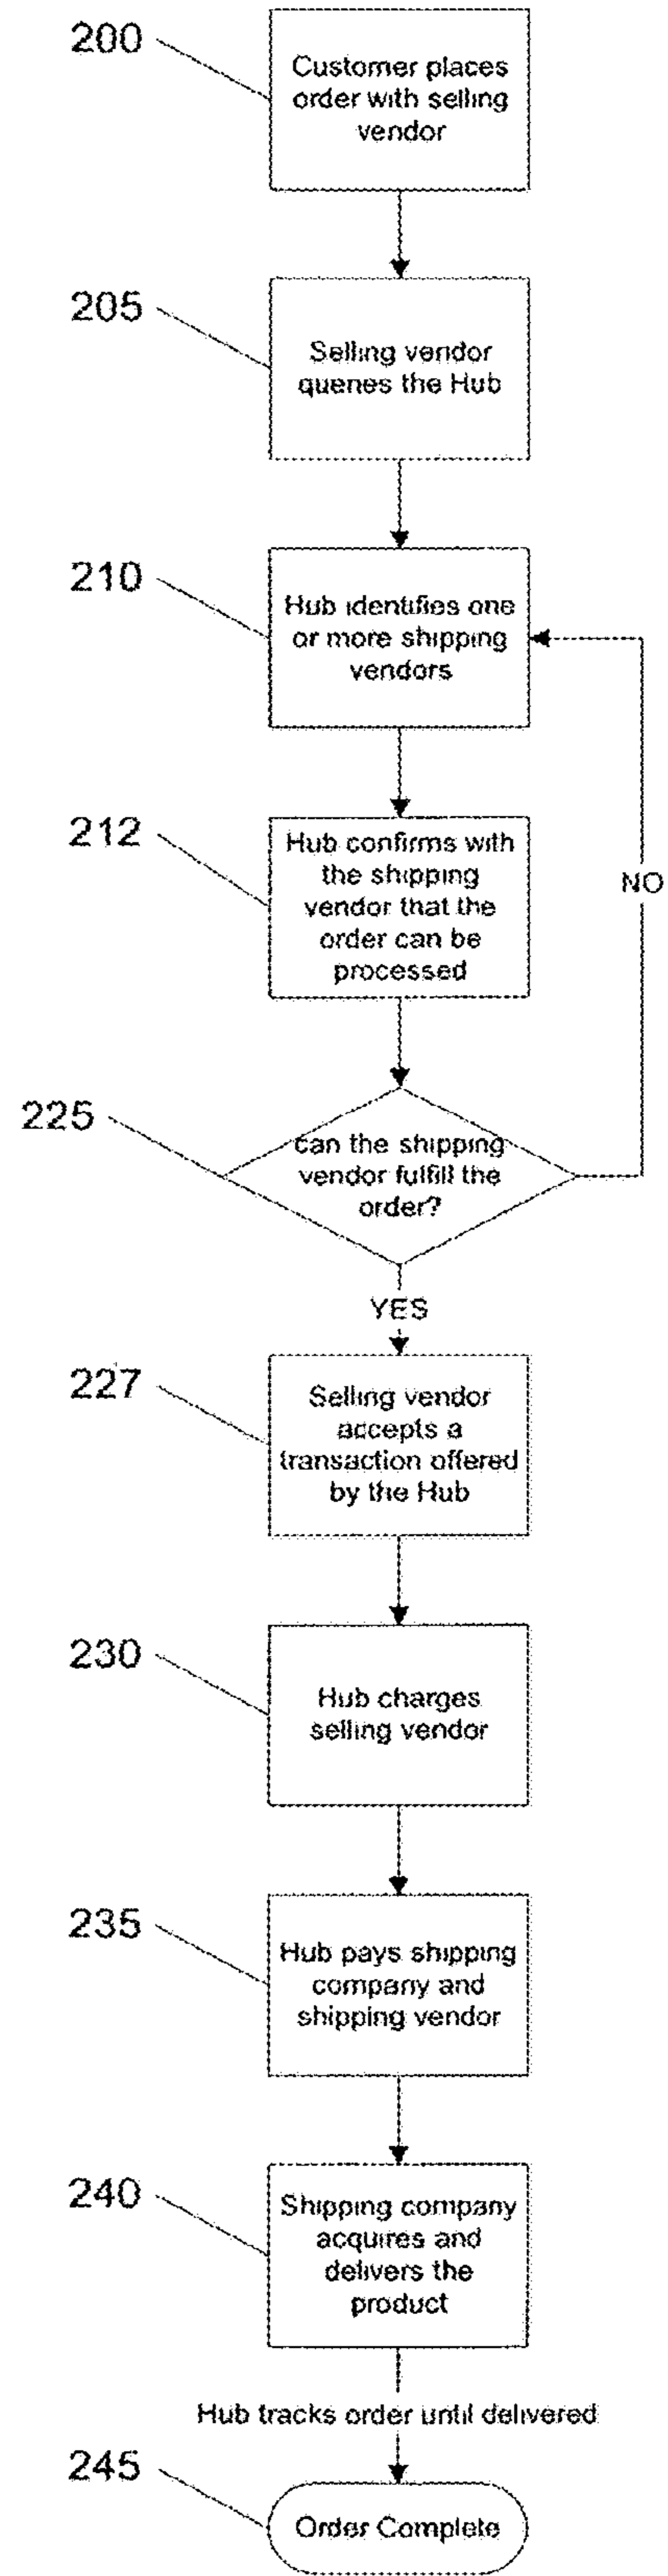 200
Customer places
order with selling
vendor
205
Selling vendor
queries the Hub
210
Hub identifies one
or more shipping
vendors
212
Hub confirms with
the shipping
vendor that the
order can be
processed
NO
225
can the shipping
vendor fulfill the
order?
YES
227
Selling vendor
accepts a
transaction offered
by the Hub
230
Hub charges
selling vendor
235
Hub pays shipping
company and
shipping vendor
240
Shipping company
acquires and
delivers the
product
Hub tracks order until delivered
245
Order Complete